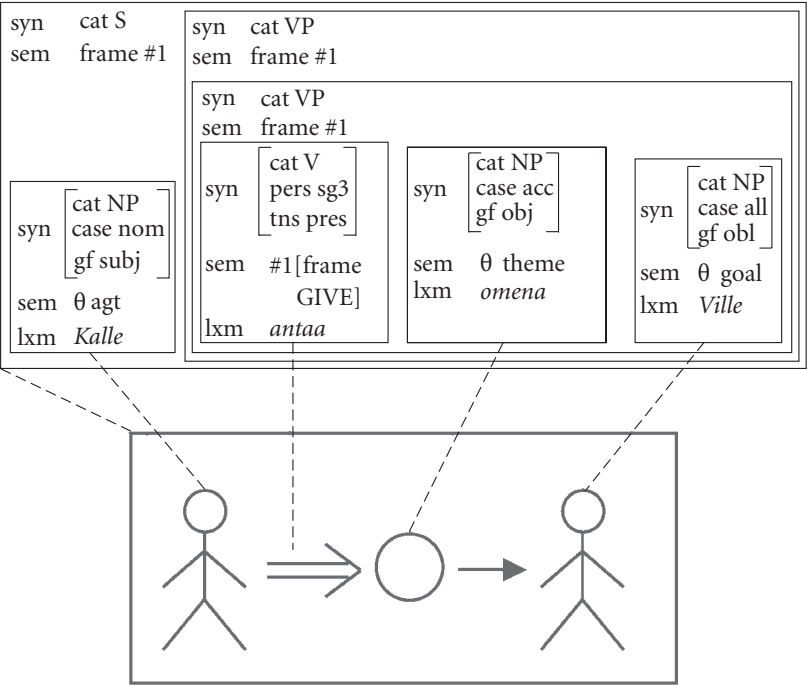 syn cat S
sem frame #1
syn cat VP
sem frame #1
syn cat VP
sem frame #1
syn cat NP
case nom
gf subj
sem θ agt
lxm Kalle
syn cat V
pers sg3
tns pres
sem #1[frame
GIVE]
lxm antaa
syn cat NP
case acc
gf obj
sem θ theme
lxm omena
syn cat NP
case all
gf obl
sem θ goal
lxm Ville